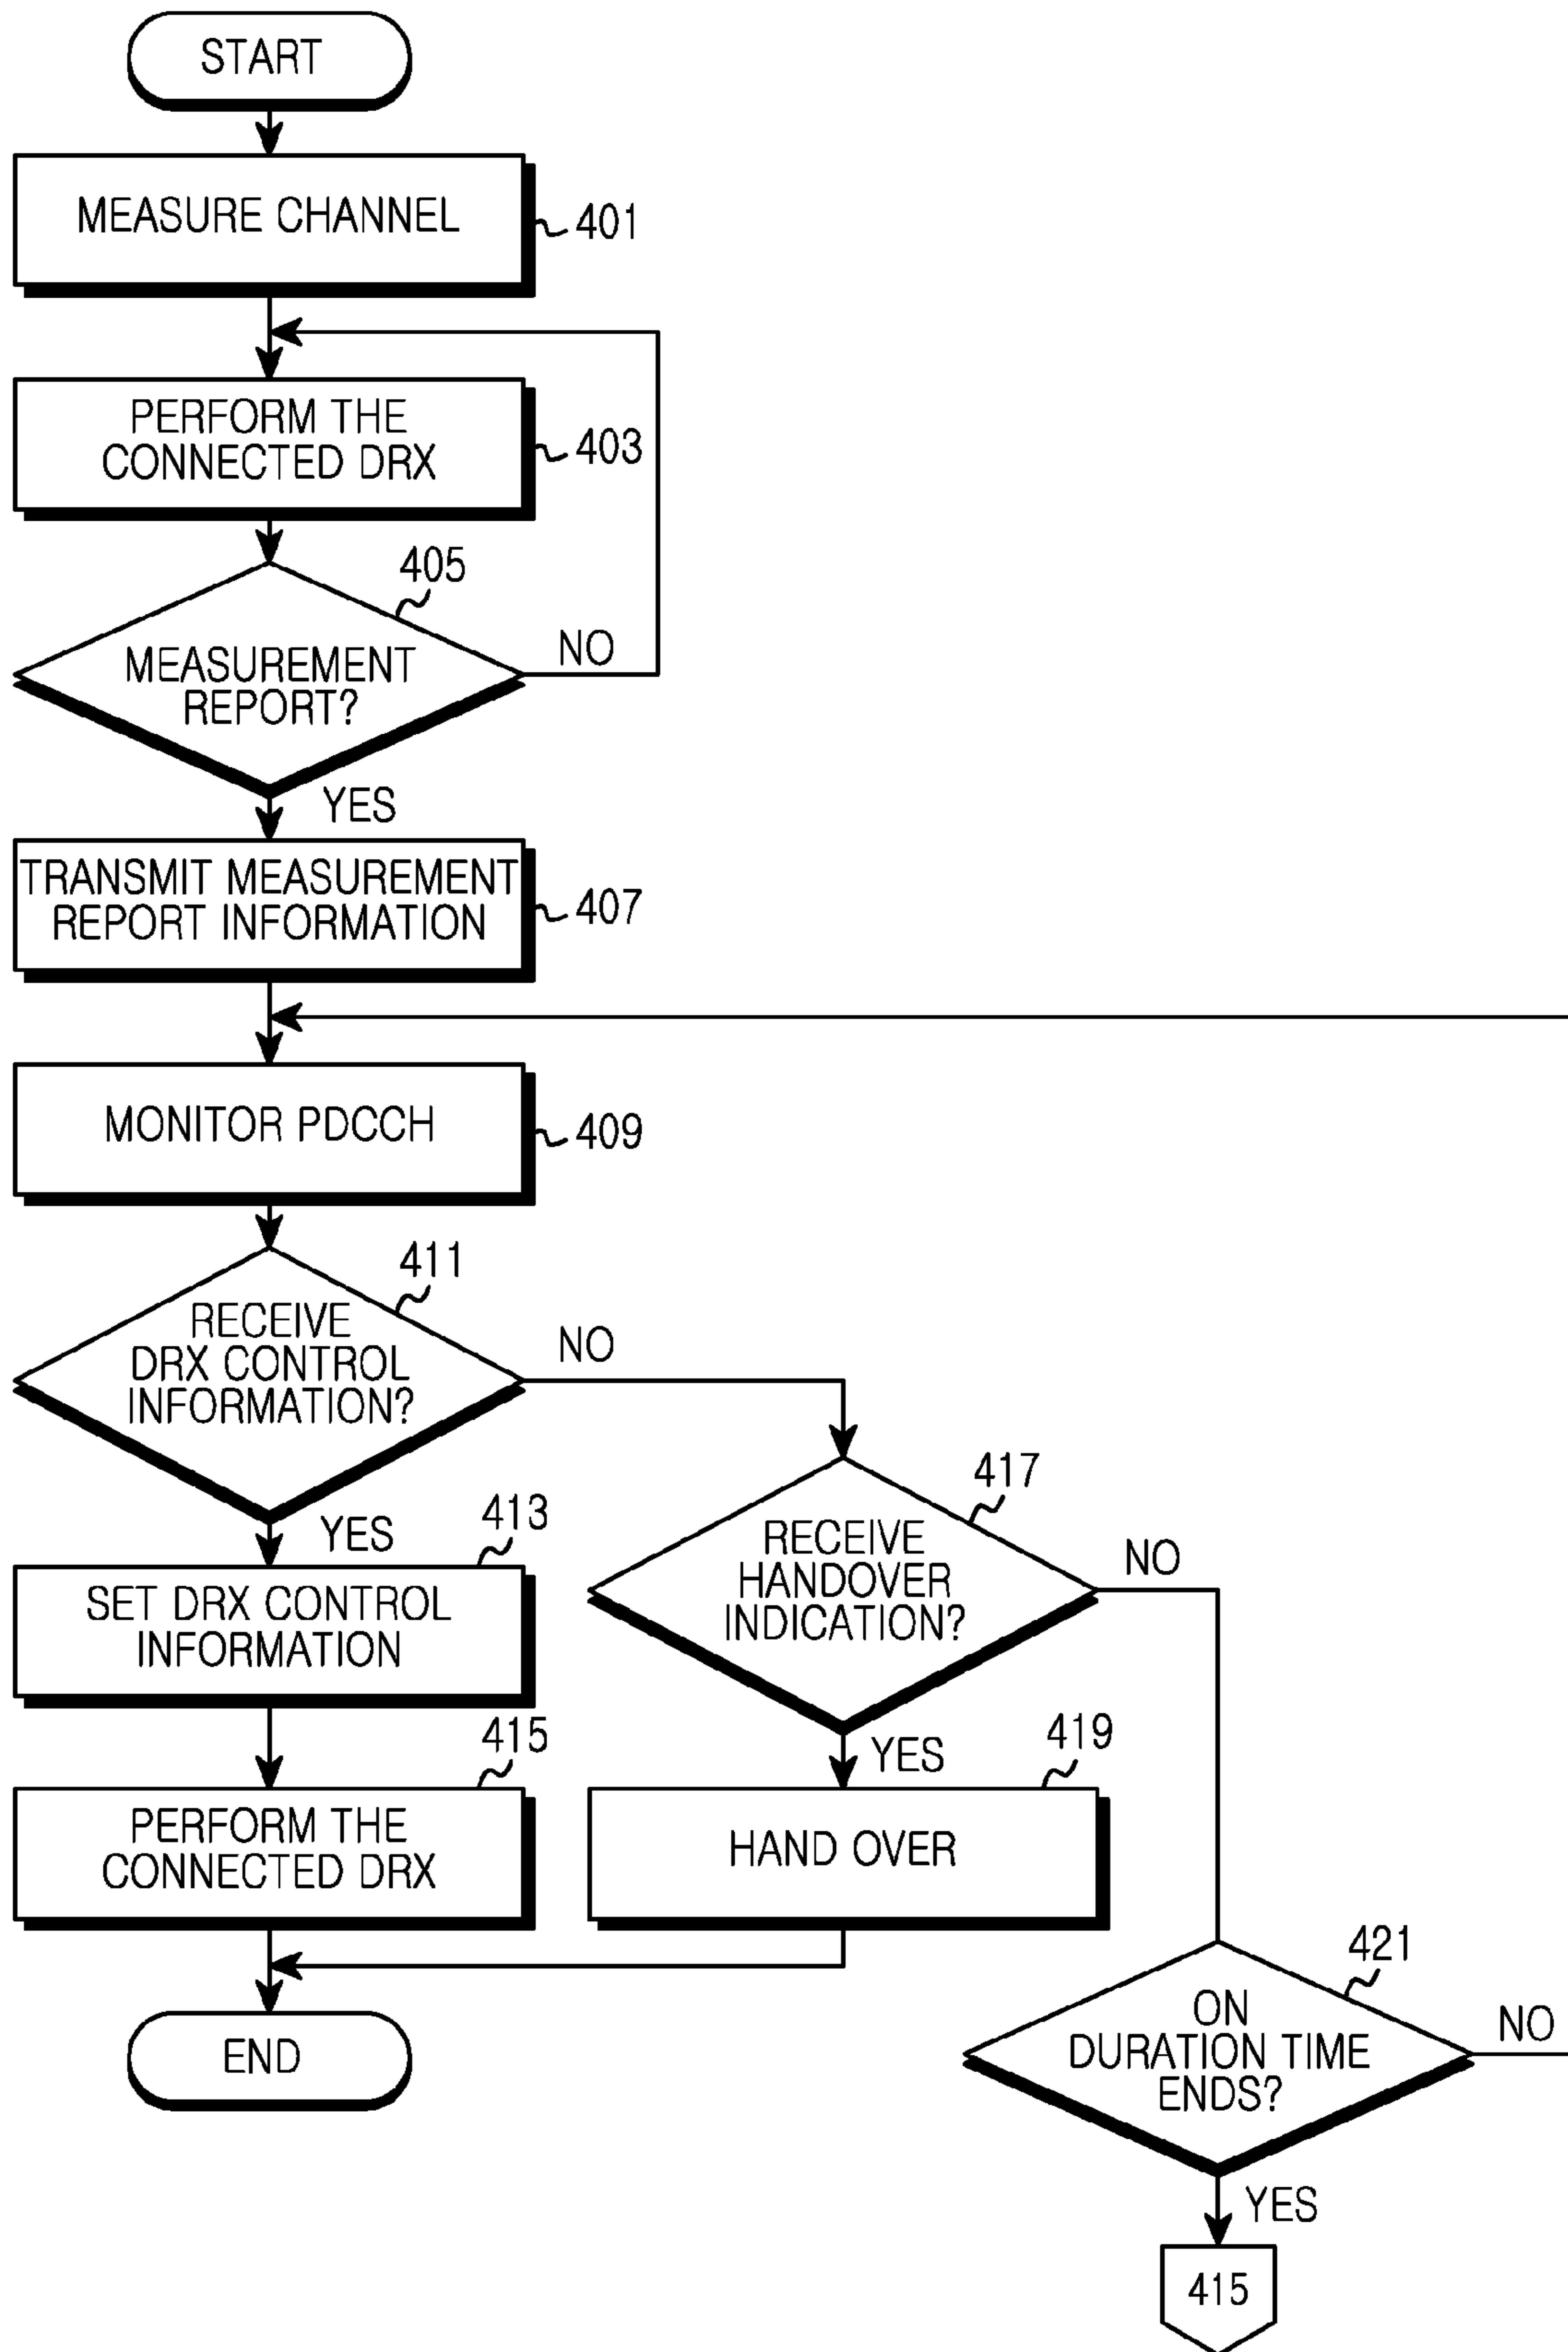 START
MEASURE CHANNEL
401
PERFORM THE
CONNECTED DRX
403
405
MEASUREMENT
REPORT?
NO
YES
TRANSMIT MEASUREMENT
REPORT INFORMATION
407
MONITOR PDCCH
409
411
RECEIVE
DRX CONTROL
INFORMATION?
NO
YES
413
SET DRX CONTROL
INFORMATION
415
PERFORM THE
CONNECTED DRX
417
RECEIVE
HANDOVER
INDICATION?
NO
YES
419
HAND OVER
421
ON
DURATION TIME
ENDS?
NO
YES
415
END